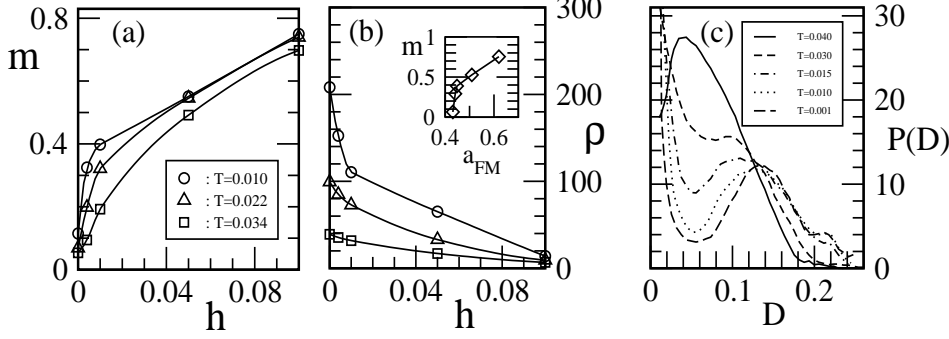 (a)
m
0.8
0.4
0
0
0.04
0.08
h
: T=0.010
: T=0.022
: T=0.034
(b)
m
1
0.5
0
0.4
0.6
a_FM
0
0.04
0.08
h
300
200
100
0
ρ
(c)
T=0.040
T=0.030
T=0.015
T=0.010
T=0.001
0
0.1
0.2
D
30
20
10
0
P(D)